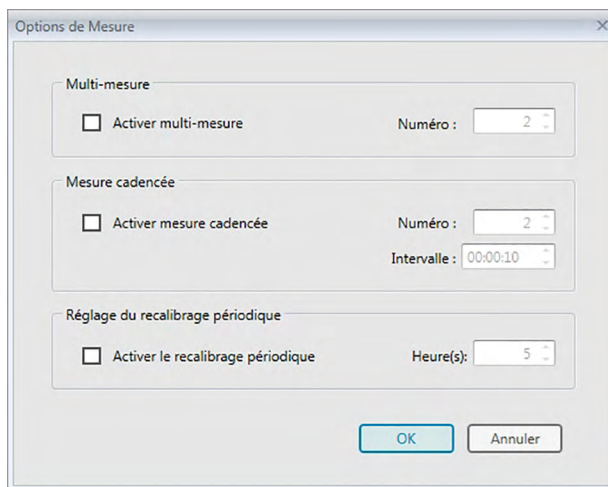 Options de Mesure
Multi-mesure
Activer multi-mesure Numéro : 2
Mesure cadencée
Activer mesure cadencée Numéro : 2
Intervalle : 00:00:10
Réglage du recalibrage périodique
Activer le recalibrage périodique Heure(s): 5
OK Annuler